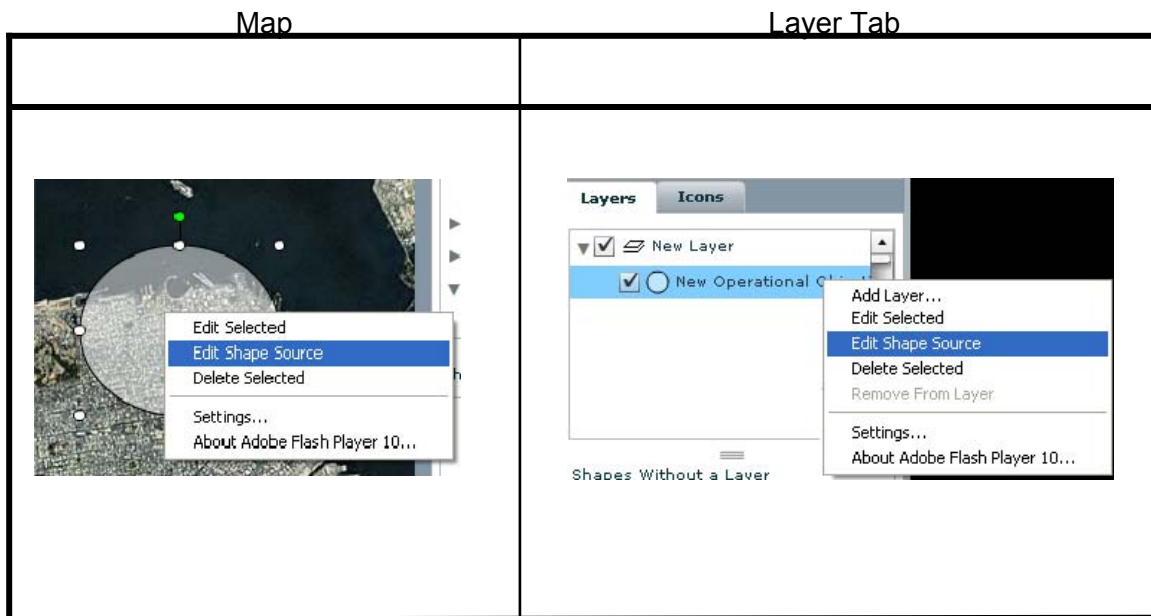 Map
Layer Tab
Edit Selected
Edit Shape Source
Delete Selected
Settings...
About Adobe Flash Player 10...
Layers
Icons
New Layer
New Operational
Add Layer...
Edit Selected
Edit Shape Source
Delete Selected
Remove From Layer
Settings...
About Adobe Flash Player 10...
Shapes Without a Layer